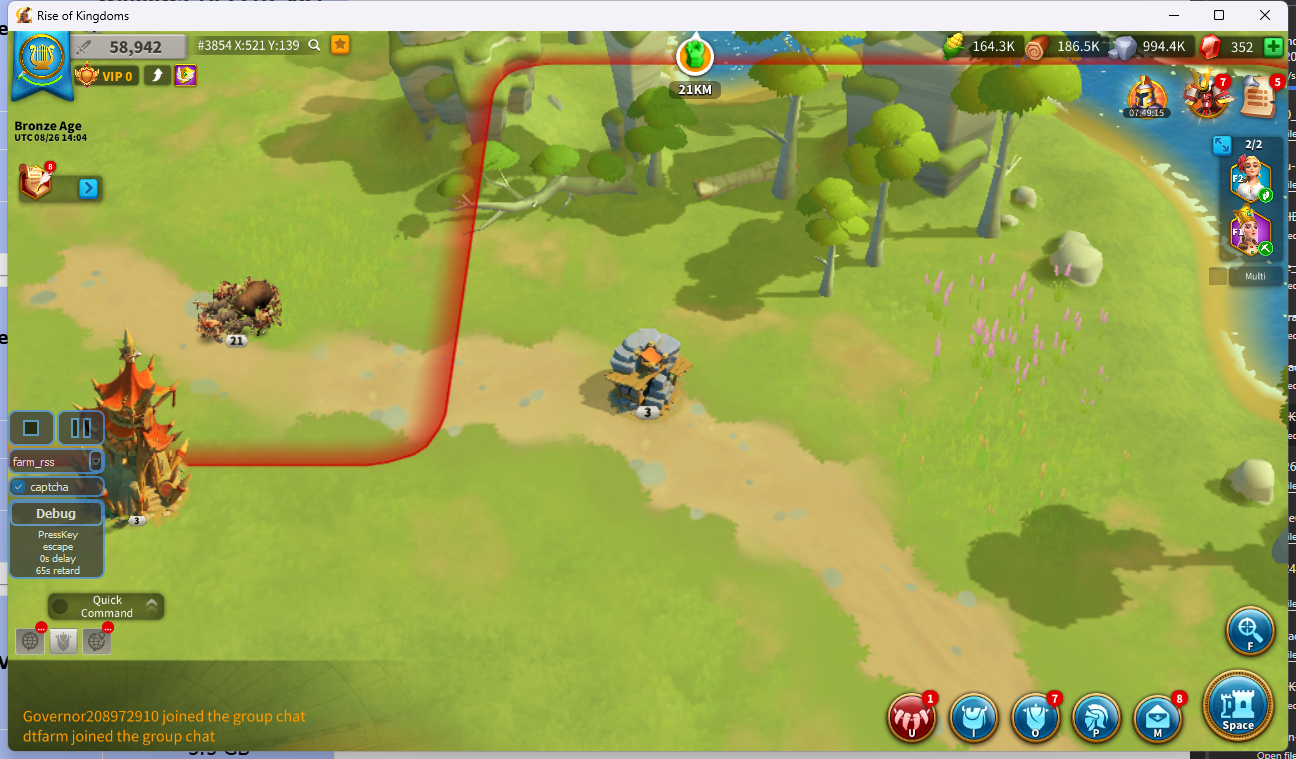 Rise of Kingdoms
58,942
#3854 X:521 Y:139
164.3K
186.5K
994.4K
352
VIP 0
21KM
07:49:15
7
5
Bronze Age
UTC 08/26 14:04
8
2/2
F2
F1
Multi
21
3
farm_rss
captcha
Debug
PressKey
escape
0s delay
65s retard
3
Quick
Command
...
...
F
Governor208972910 joined the group chat
dtfarm joined the group chat
1
7
8
U
I
O
P
M
Space
Open file